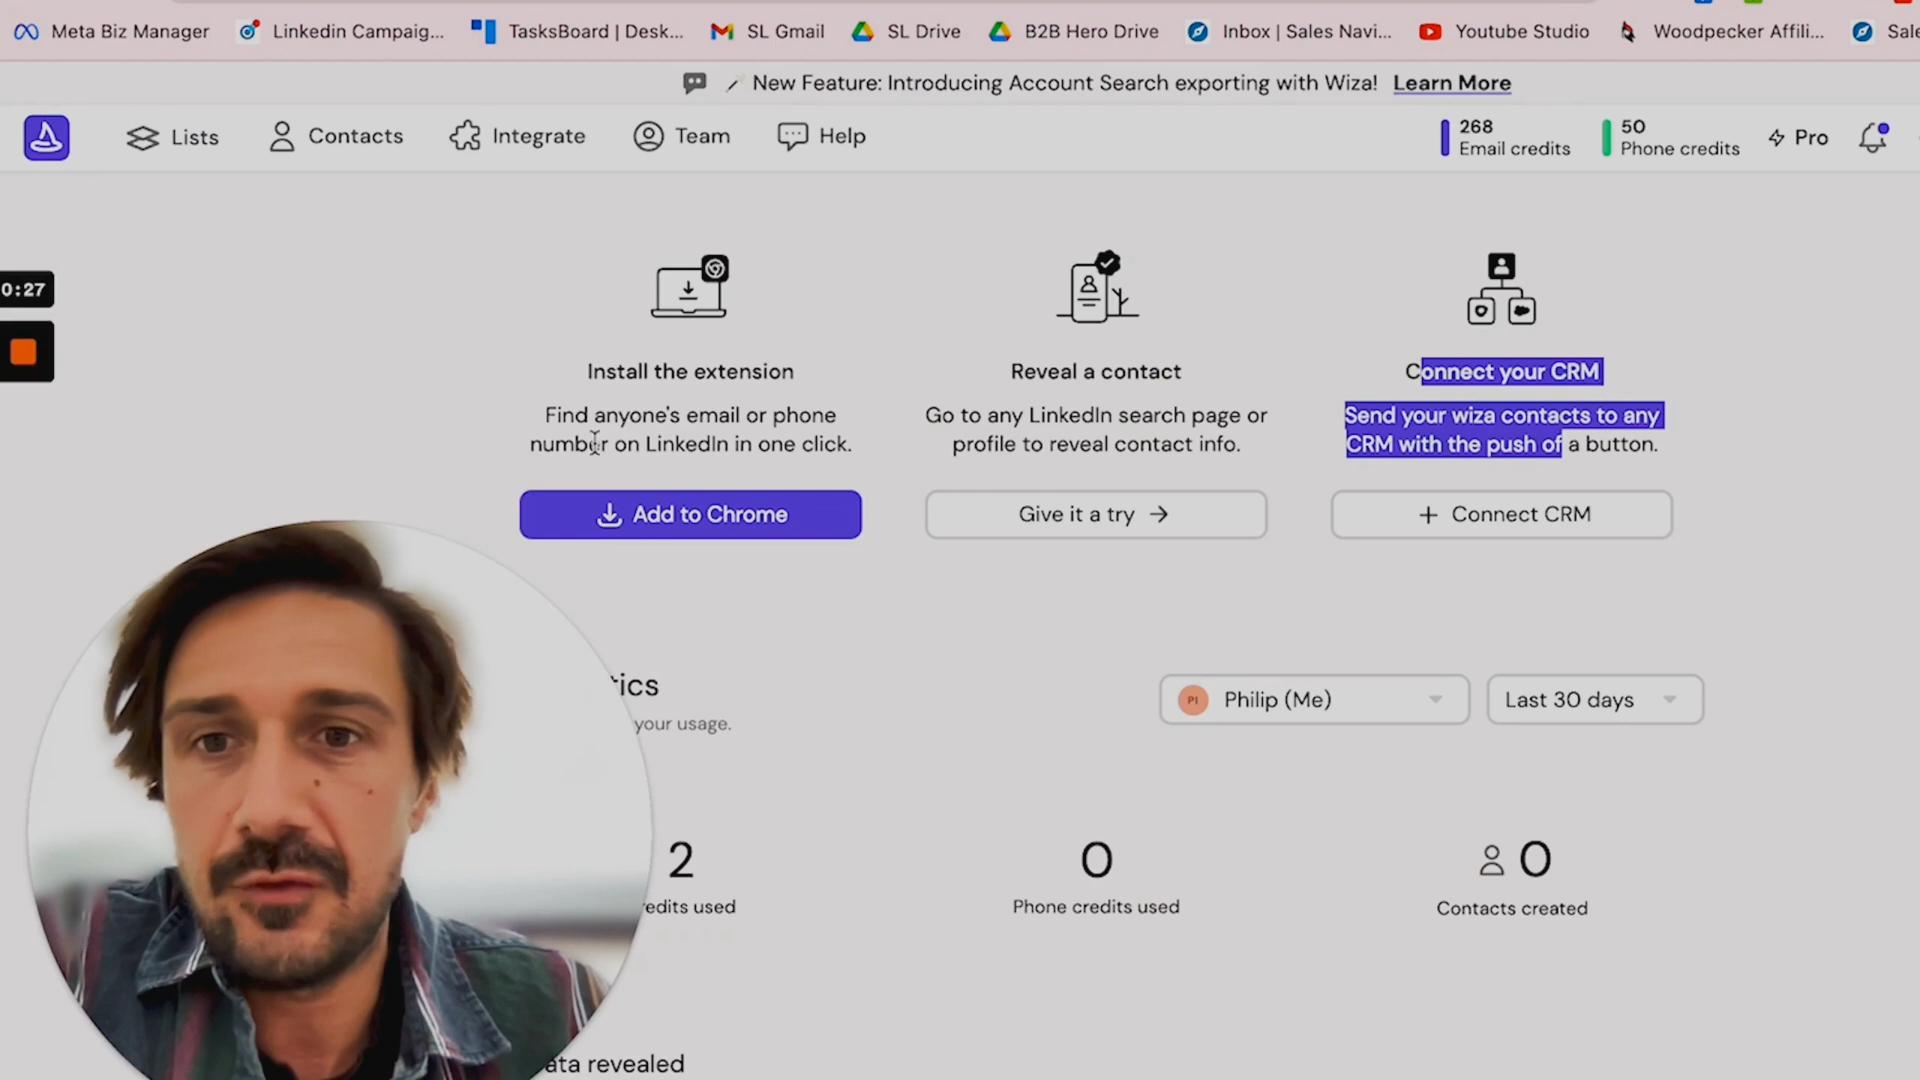 Meta Biz Manager
Linkedin Campaig...
TasksBoard | Desk...
SL Gmail
SL Drive
B2B Hero Drive
Inbox | Sales Navi...
Youtube Studio
Woodpecker Affili...
Sale
New Feature: Introducing Account Search exporting with Wiza! Learn More
Lists
Contacts
Integrate
Team
Help
268
Email credits
50
Phone credits
Pro
0:27
Install the extension
Find anyone's email or phone
number on LinkedIn in one click.
Add to Chrome
Reveal a contact
Go to any LinkedIn search page or
profile to reveal contact info.
Give it a try →
Connect your CRM
Send your wiza contacts to any
CRM with the push of a button.
+ Connect CRM
tics
your usage.
PI
Philip (Me)
Last 30 days
2
edits used
0
Phone credits used
0
Contacts created
ata revealed